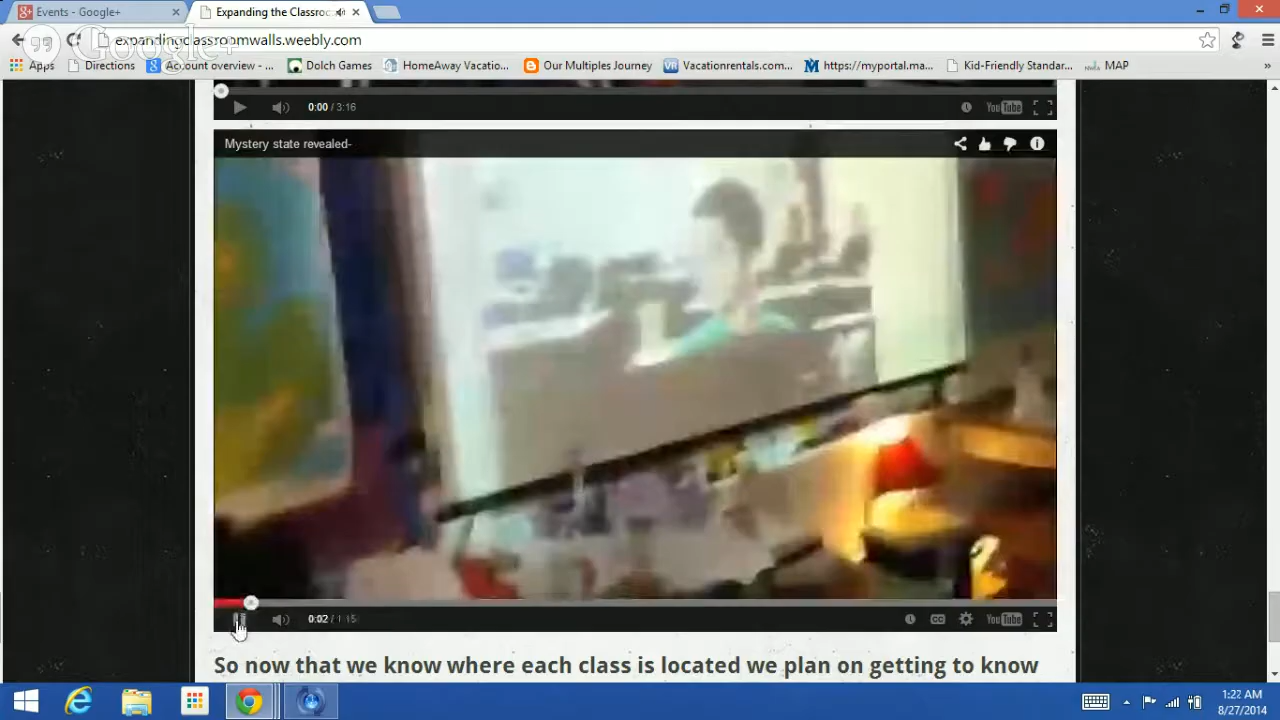 Events - Google+
Expanding the Classroo
Google+
expandingclassroomwalls.weebly.com
Apps
Directions
Account overview - ...
Dolch Games
HomeAway Vacatio...
Our Multiples Journey
Vacationrentals.com...
https://myportal.ma...
Kid-Friendly Standar...
MAP
»
0:00 / 3:16
YouTube
Mystery state revealed-
0:02 / 1:15
YouTube
So now that we know where each class is located we plan on getting to know
1:22 AM
8/27/2014